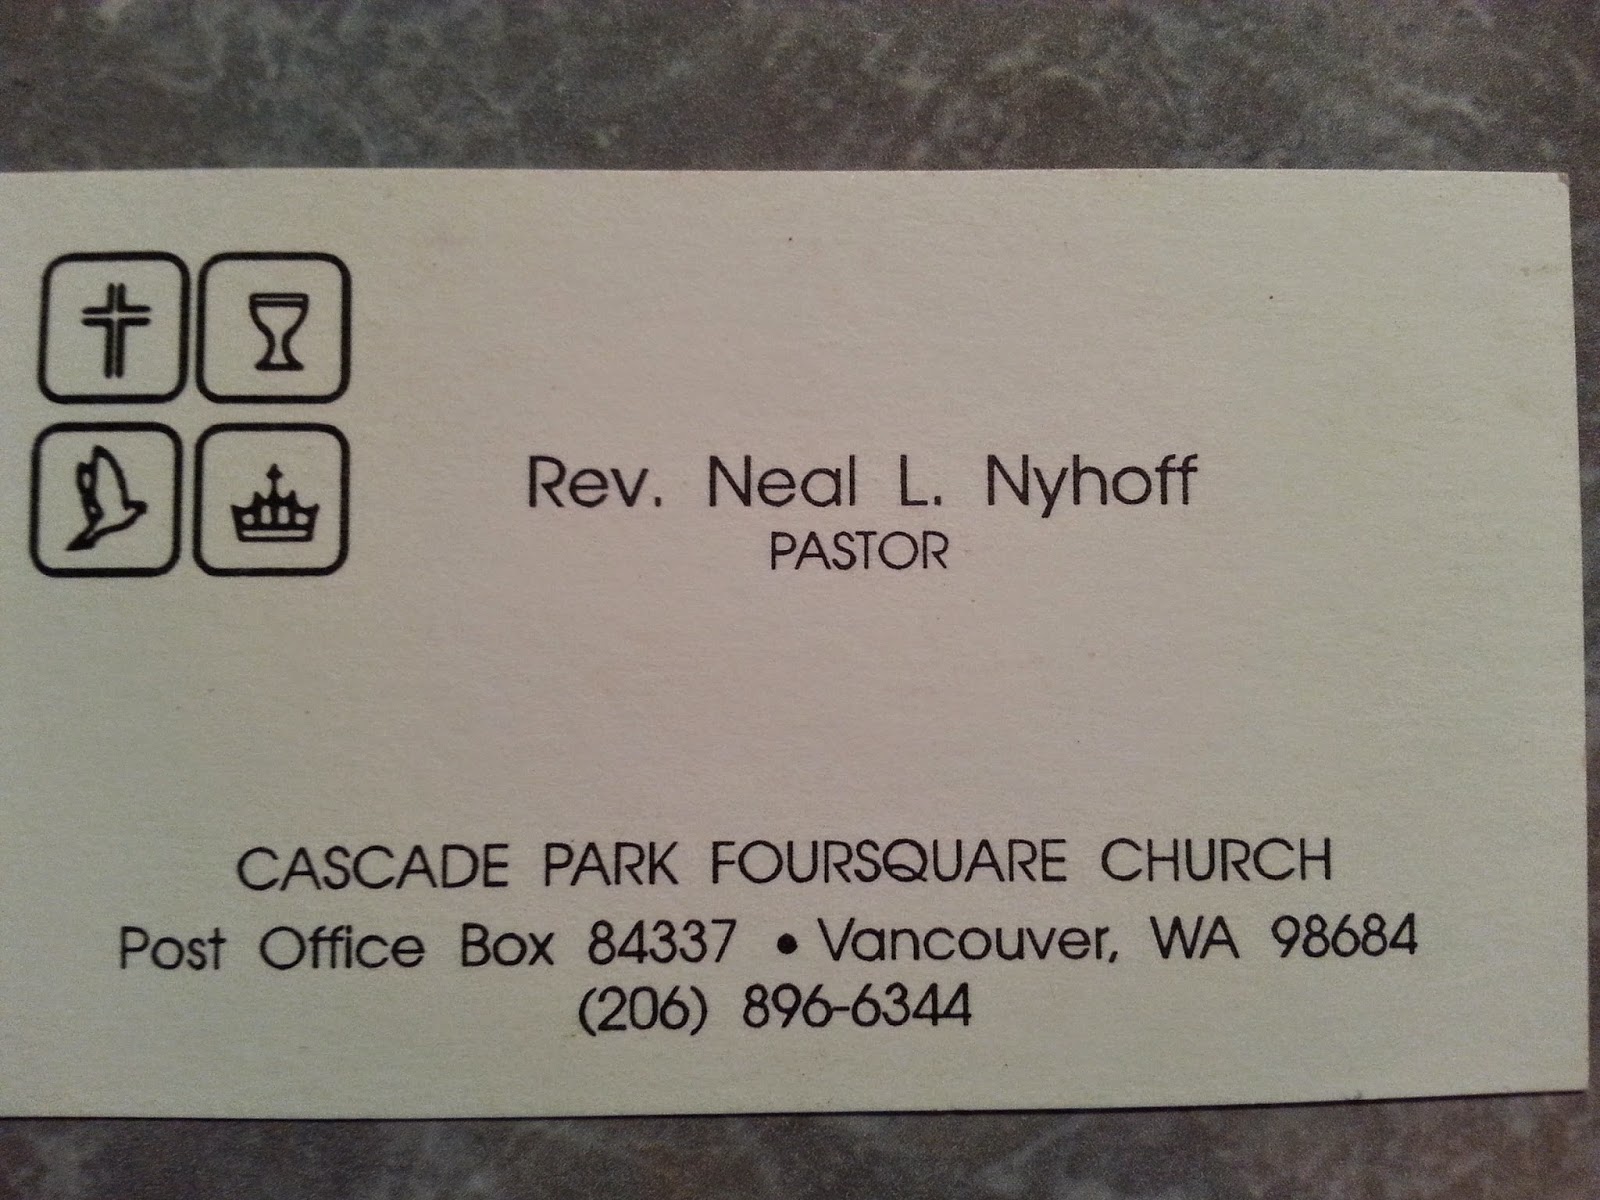 Rev. Neal L. Nyhoff
PASTOR
CASCADE PARK FOURSQUARE CHURCH
Post Office Box 84337 • Vancouver, WA 98684
(206) 896-6344